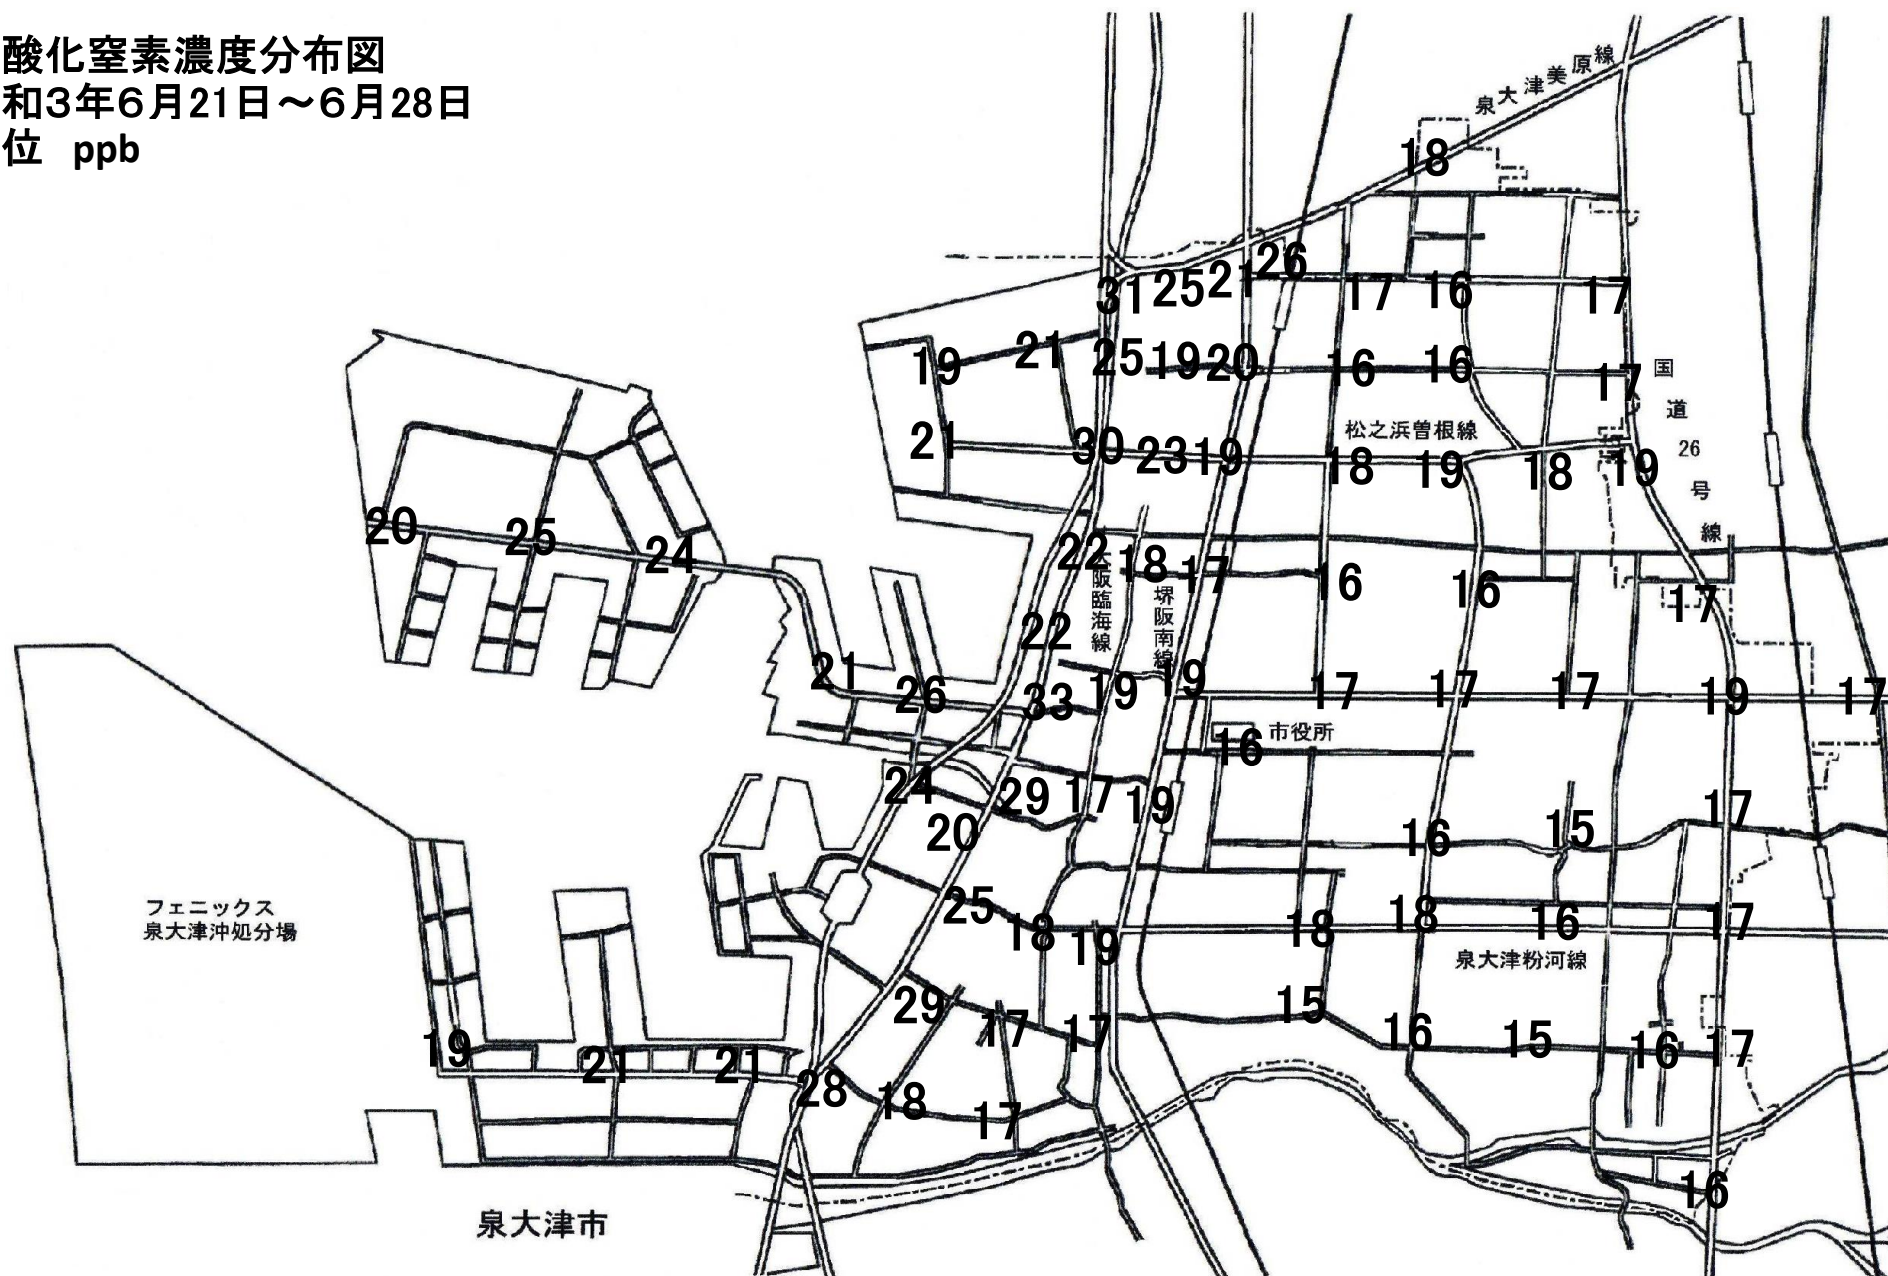 酸化窒素濃度分布図
和３年６月21日～６月28日
位 ppb
泉大津美原線
18
26
31 25 21 17 16 17
19 21 25 19 20 16 16 17
国道26号線
松之浜曽根線
21 30 23 19 18 19 18 19
20 25 24 22 18 17 16 16 17
阪臨海線
堺阪南線
22
21 26 33 19 19 17 17 17 19 17
16 市役所
24 29 17 19 17
20 16 15
フェニックス
泉大津沖処分場
25 18 19 18 18 16 17
泉大津粉河線
29 17 17 15 16 15 16 17
19 21 21 28 18 17
16
泉大津市